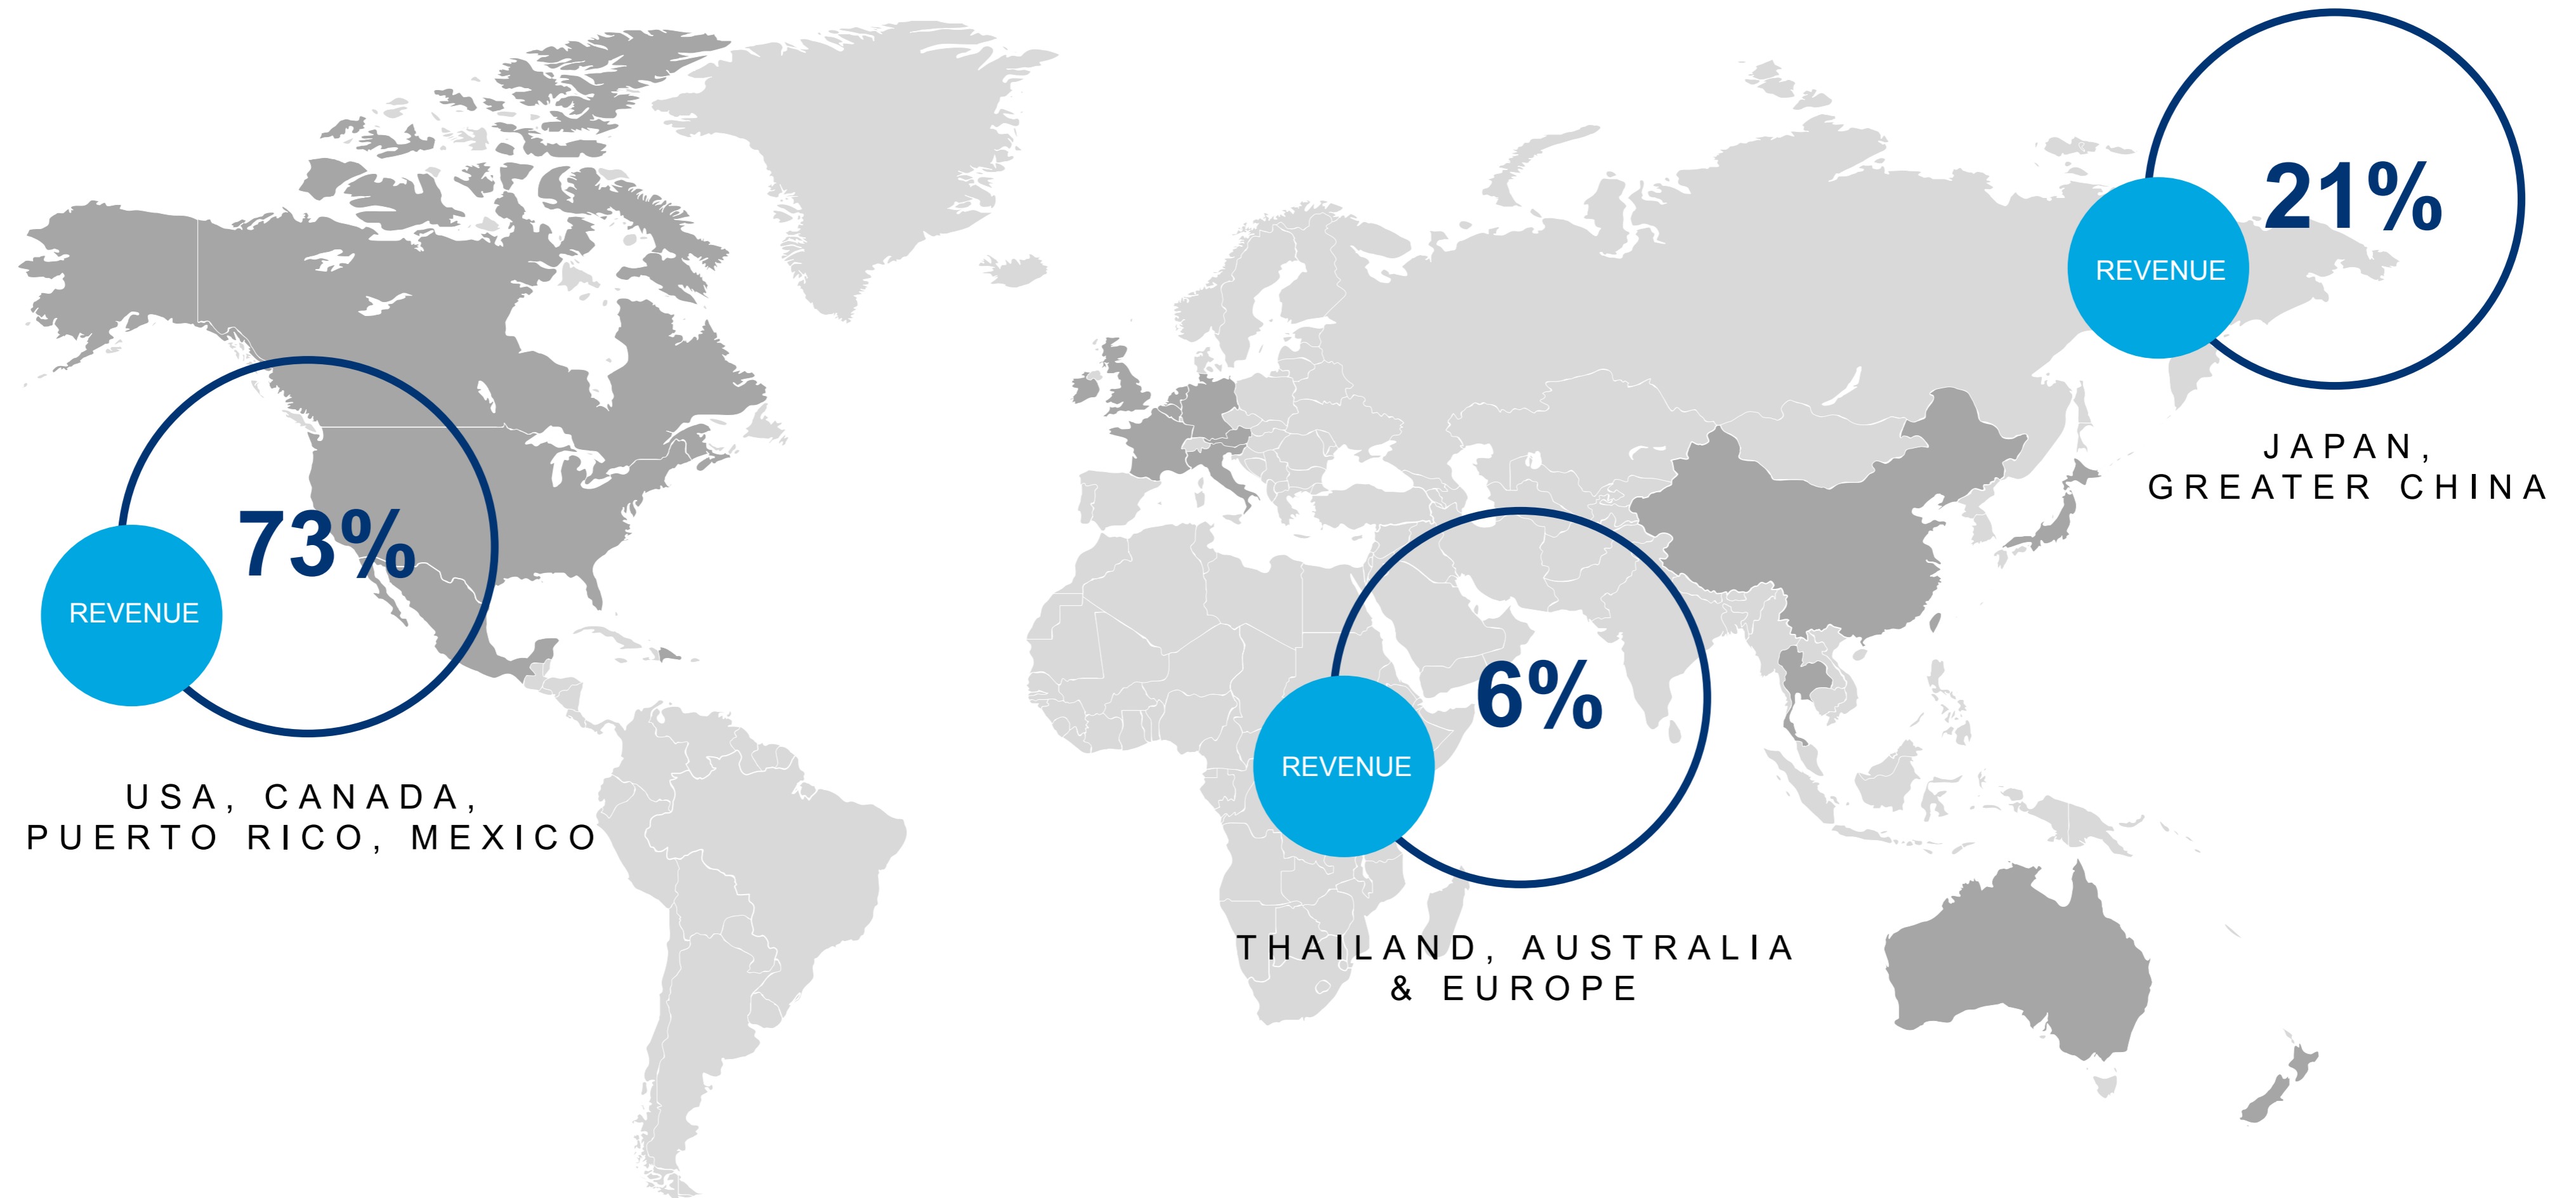 73%
REVENUE
USA, CANADA,
PUERTO RICO, MEXICO
6%
REVENUE
THAILAND, AUSTRALIA
& EUROPE
21%
REVENUE
JAPAN,
GREATER CHINA